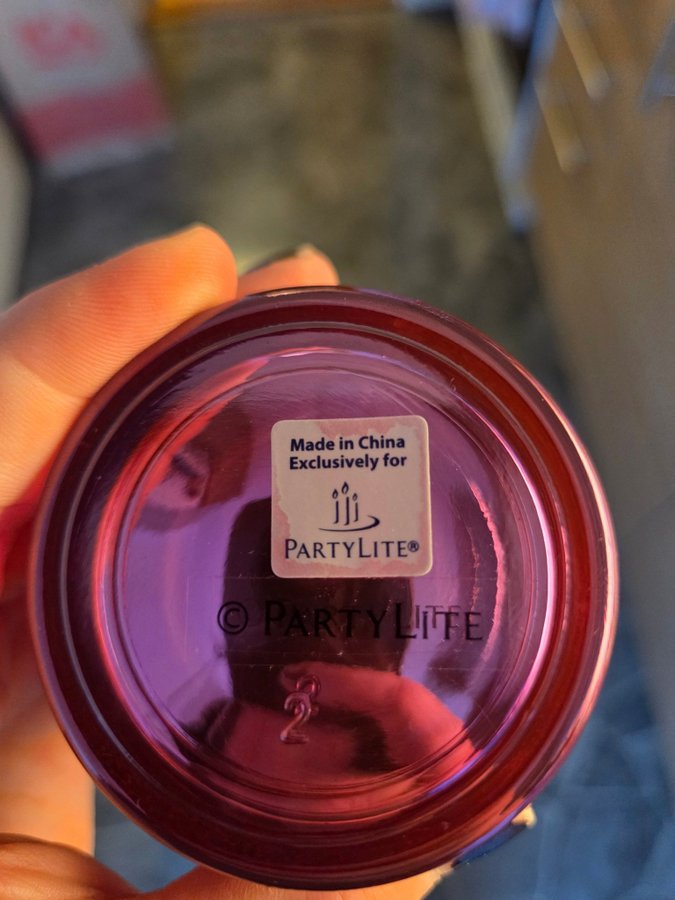 Made in China
Exclusively for
PARTYLITE®
© PARTYLITE
2